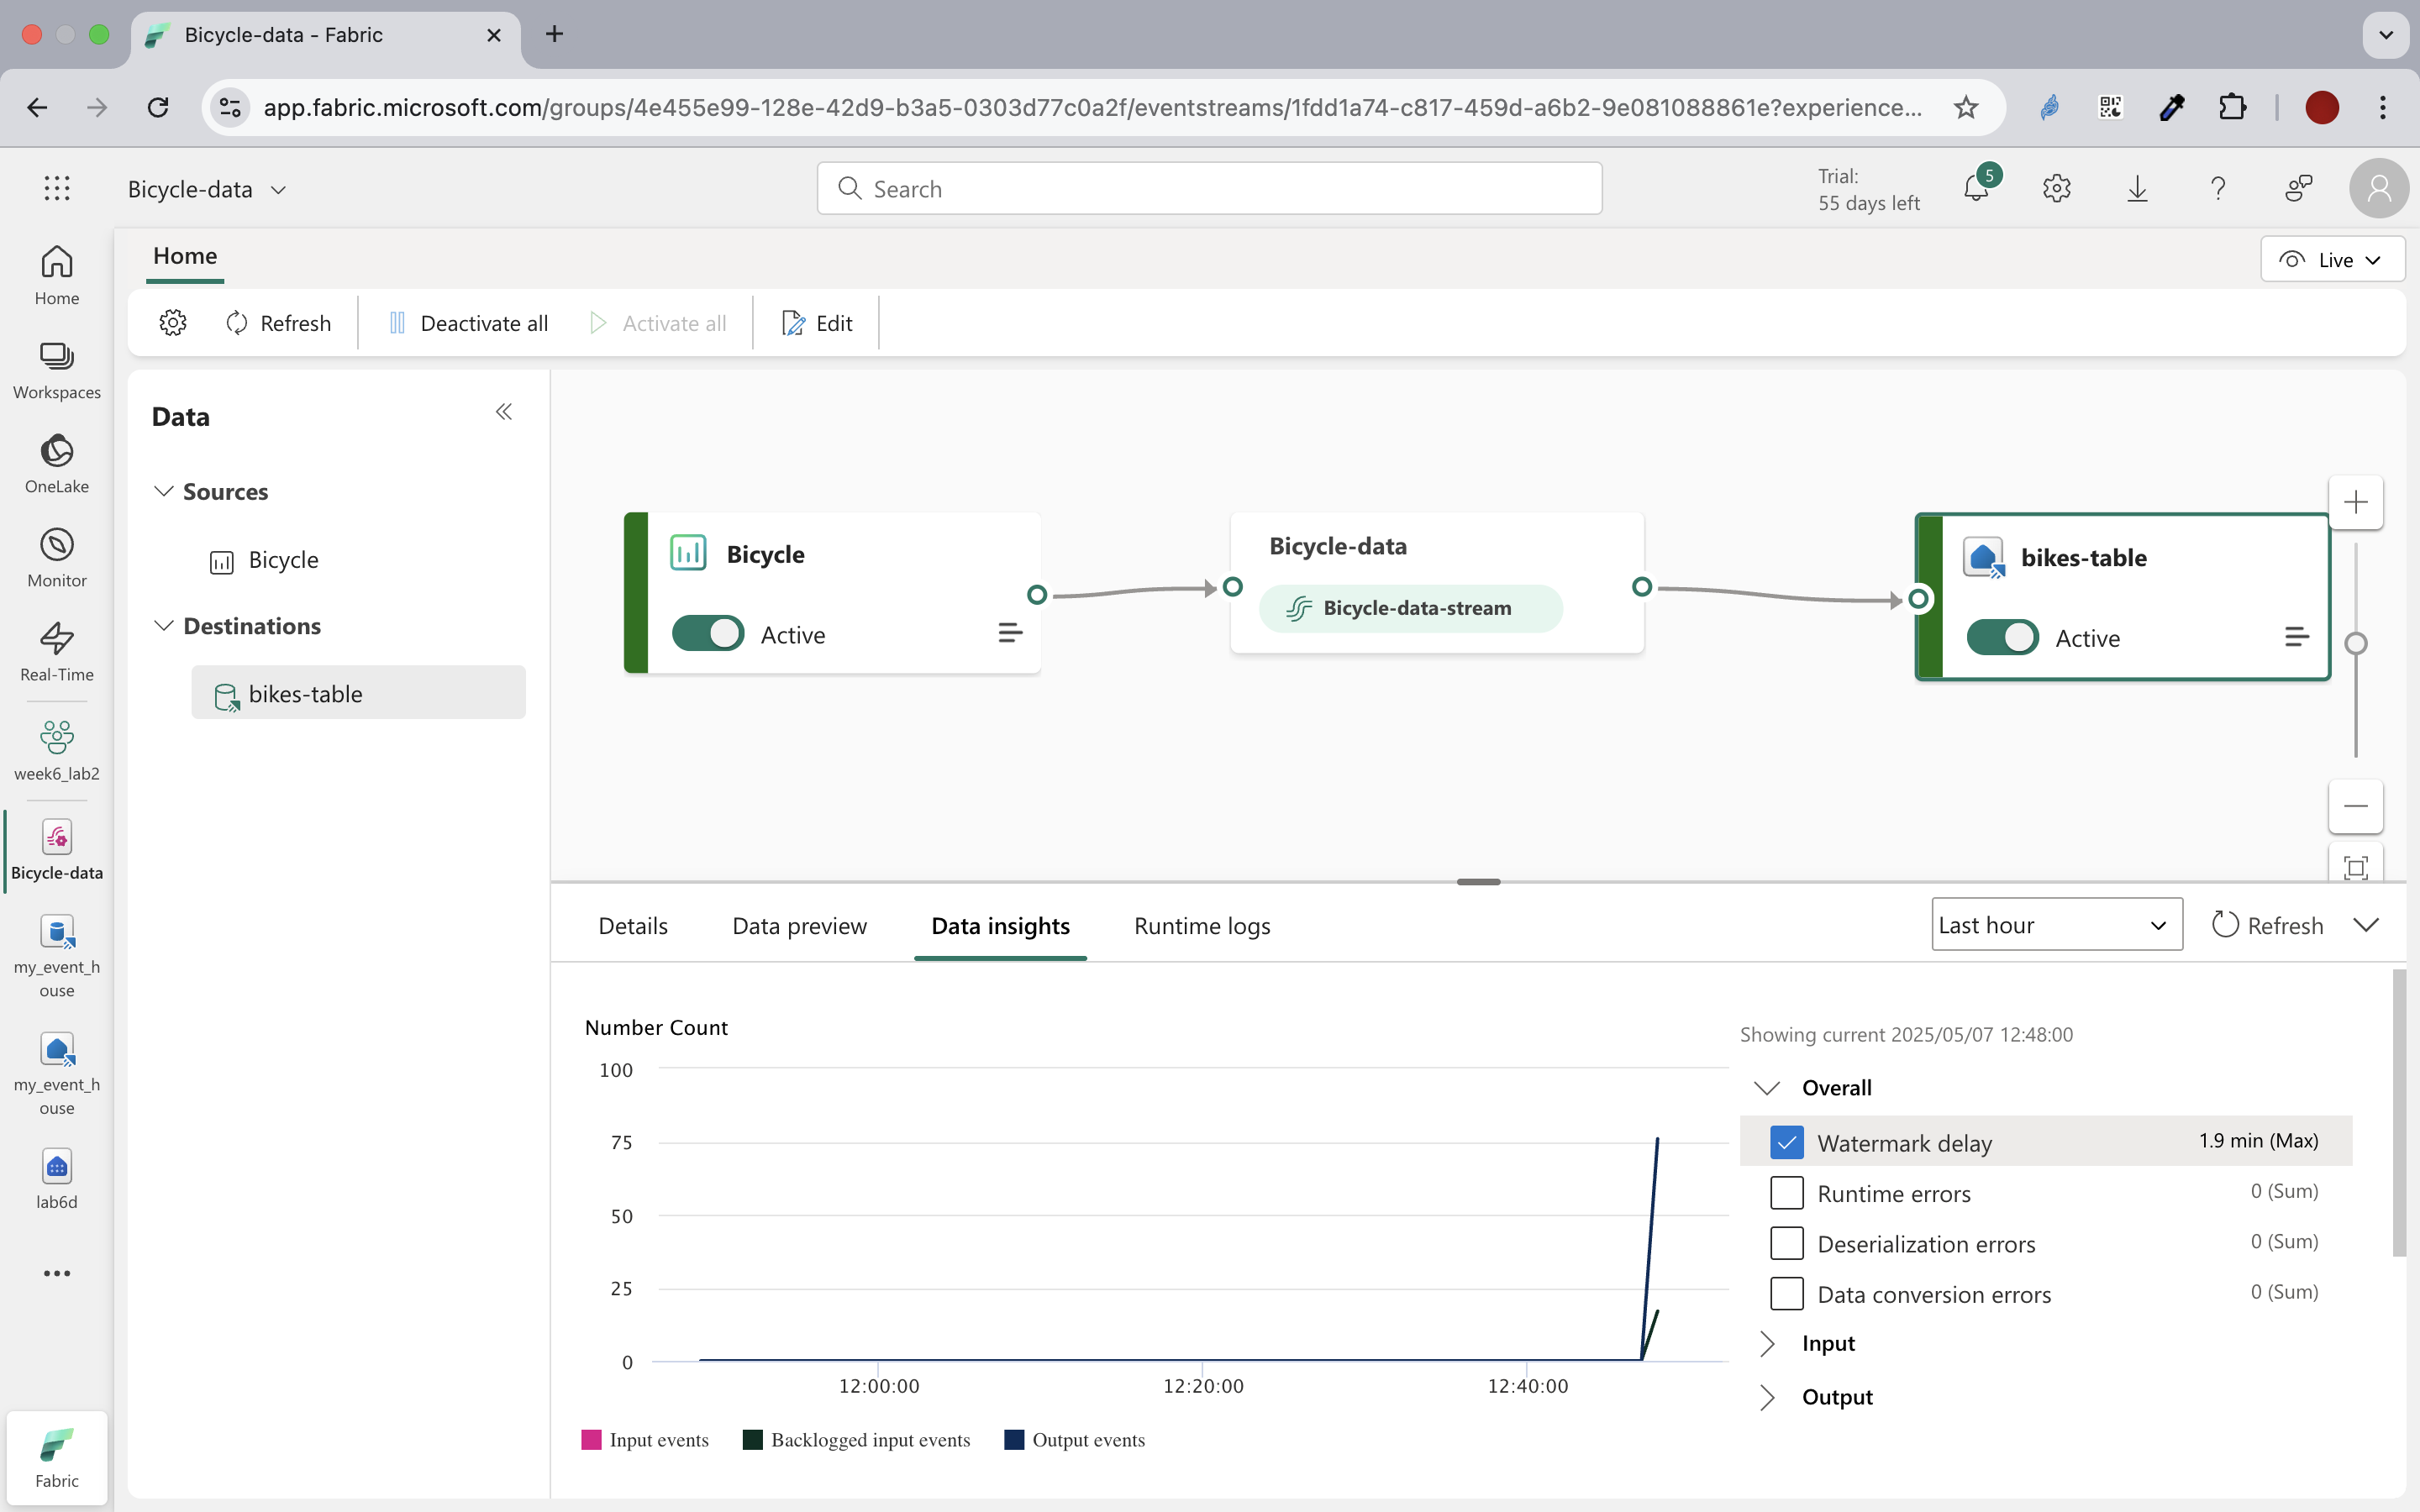 Bicycle-data - Fabric
app.fabric.microsoft.com/groups/4e455e99-128e-42d9-b3a5-0303d77c0a2f/eventstreams/1fdd1a74-c817-459d-a6b2-9e081088861e?experience...
Bicycle-data
Search
Trial:
55 days left
5
Home
Live
Refresh
Deactivate all
Activate all
Edit
Home
Workspaces
OneLake
Monitor
Real-Time
week6_lab2
Bicycle-data
my_event_h
ouse
my_event_h
ouse
lab6d
Fabric
Data
Sources
Bicycle
Destinations
bikes-table
Bicycle
Active
Bicycle-data
Bicycle-data-stream
bikes-table
Active
Details
Data preview
Data insights
Runtime logs
Last hour
Refresh
Number Count
100
75
50
25
0
12:00:00
12:20:00
12:40:00
Input events
Backlogged input events
Output events
Showing current 2025/05/07 12:48:00
Overall
Watermark delay 1.9 min (Max)
Runtime errors 0 (Sum)
Deserialization errors 0 (Sum)
Data conversion errors 0 (Sum)
Input
Output